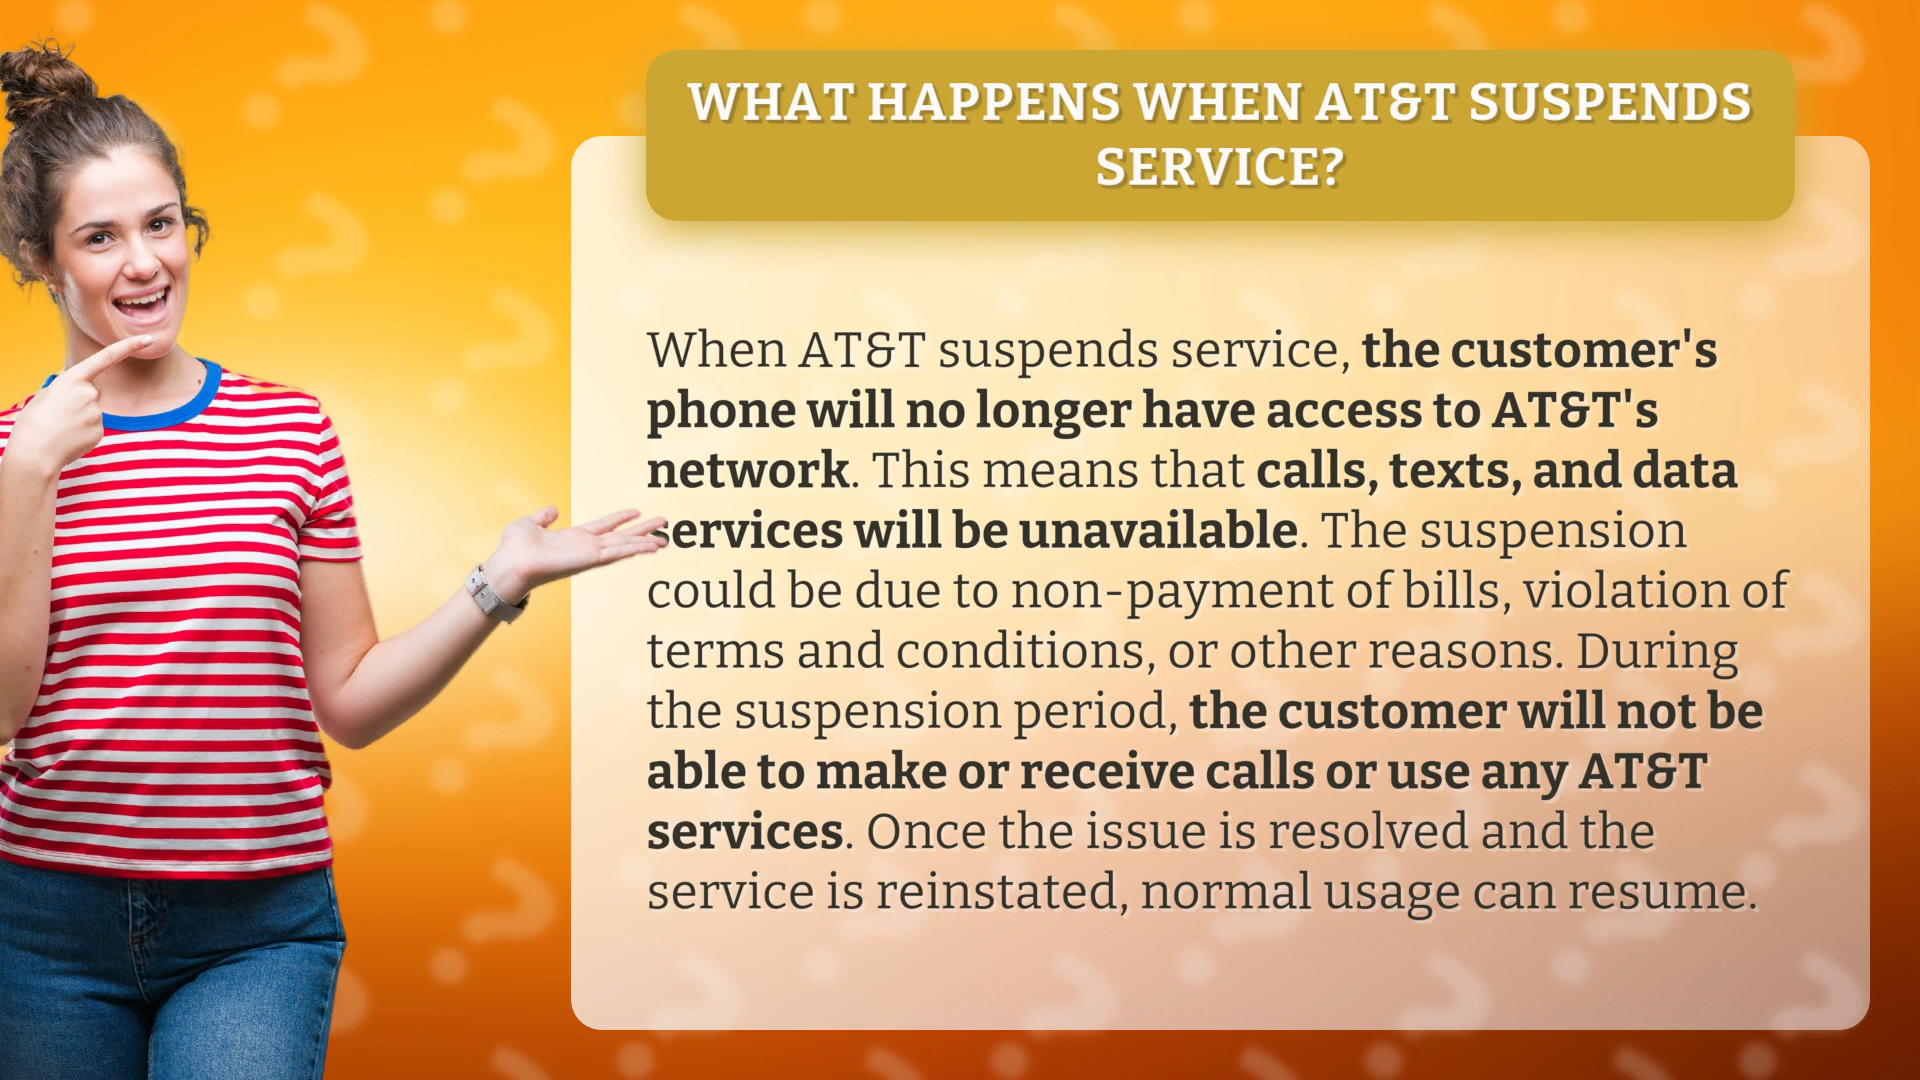 WHAT HAPPENS WHEN AT&T SUSPENDS
SERVICE?
When AT&T suspends service, the customer's
phone will no longer have access to AT&T's
network. This means that calls, texts, and data
services will be unavailable. The suspension
could be due to non-payment of bills, violation of
terms and conditions, or other reasons. During
the suspension period, the customer will not be
able to make or receive calls or use any AT&T
services. Once the issue is resolved and the
service is reinstated, normal usage can resume.